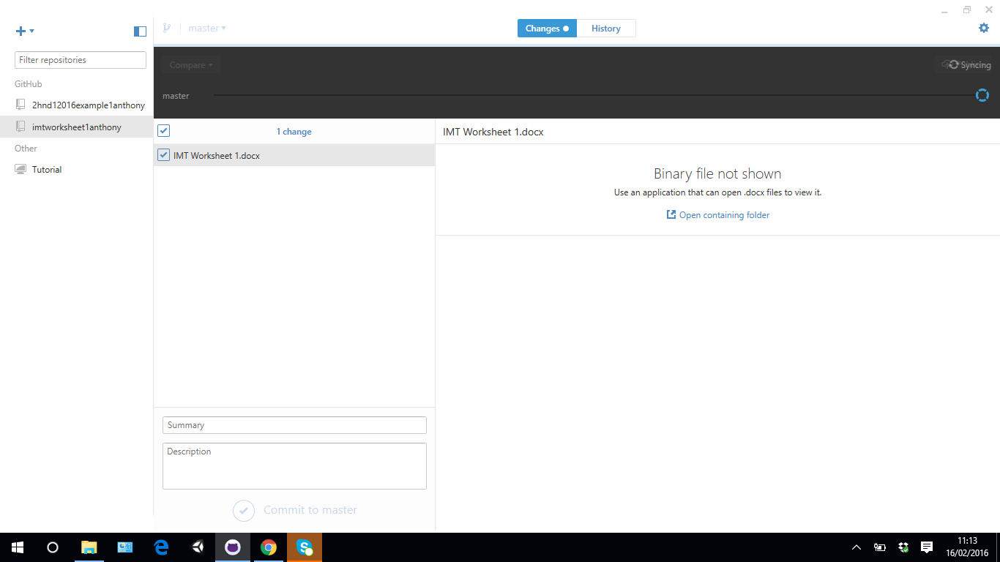 master
Changes
History
Filter repositories
GitHub
2hnd12016example1anthony
imtworksheet1anthony
Other
Tutorial
Compare
Syncing
master
1 change
IMT Worksheet 1.docx
IMT Worksheet 1.docx
Binary file not shown
Use an application that can open .docx files to view it.
Open containing folder
Summary
Description
Commit to master
11:13
16/02/2016